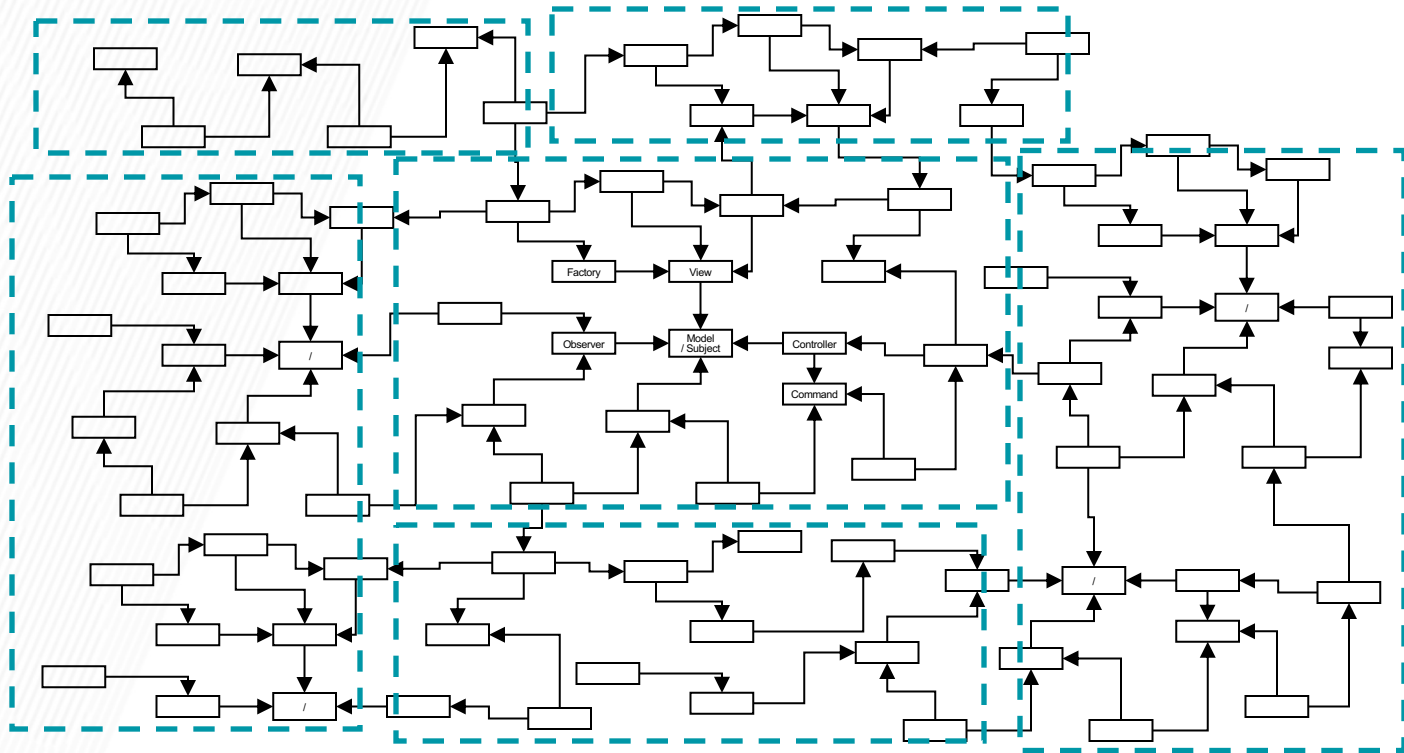 Factory
View
Observer
Model
/ Subject
Controller
Command
/
/
/
/